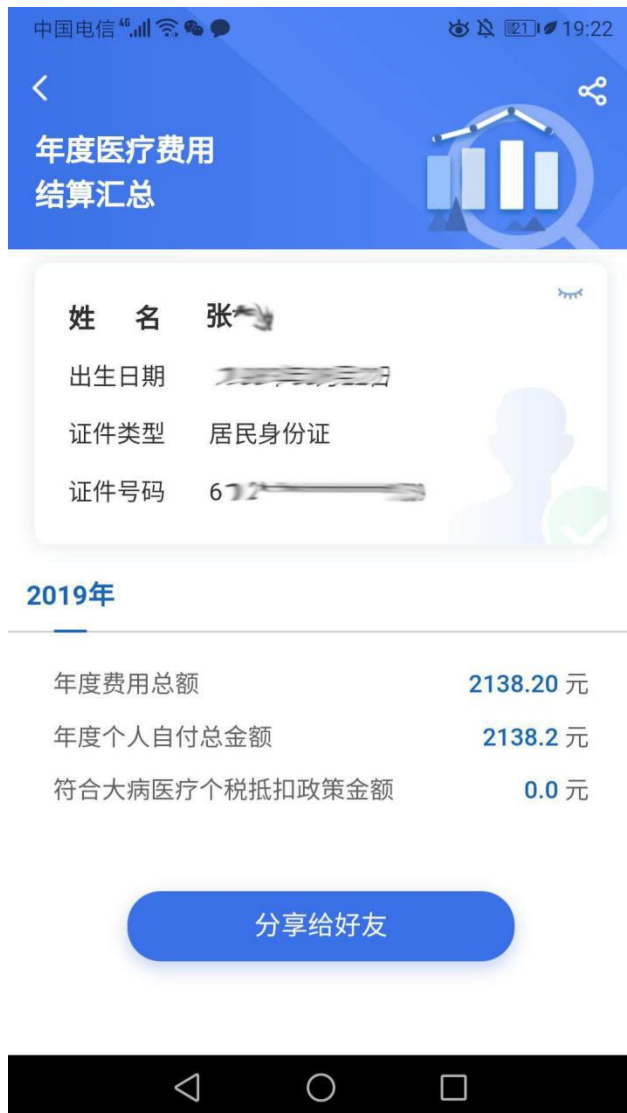 中国电信 46 21 19:22
年度医疗费用
结算汇总
姓 名 张
出生日期
证件类型 居民身份证
证件号码 6
2019年
年度费用总额 2138.20 元
年度个人自付总金额 2138.2 元
符合大病医疗个税抵扣政策金额 0.0 元
分享给好友